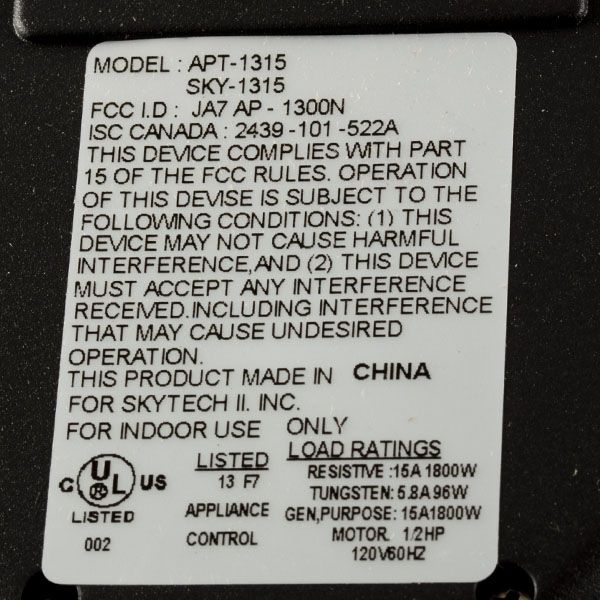 MODEL : APT-1315
SKY-1315
FCC I.D : JA7 AP - 1300N
ISC CANADA : 2439 -101 -522A
THIS DEVICE COMPLIES WITH PART
15 OF THE FCC RULES. OPERATION
OF THIS DEVISE IS SUBJECT TO THE
FOLLOWING CONDITIONS: (1) THIS
DEVICE MAY NOT CAUSE HARMFUL
INTERFERENCE,AND (2) THIS DEVICE
MUST ACCEPT ANY INTERFERENCE
RECEIVED.INCLUDING INTERFERENCE
THAT MAY CAUSE UNDESIRED
OPERATION.
THIS PRODUCT MADE IN CHINA
FOR SKYTECH II. INC.
FOR INDOOR USE ONLY
C UL US
LISTED
002
LISTED
13 F7
APPLIANCE
CONTROL
LOAD RATINGS
RESISTIVE :15A 1800W
TUNGSTEN: 5.8A 96W
GEN,PURPOSE: 15A1800W
MOTOR. 1/2HP
120V60HZ